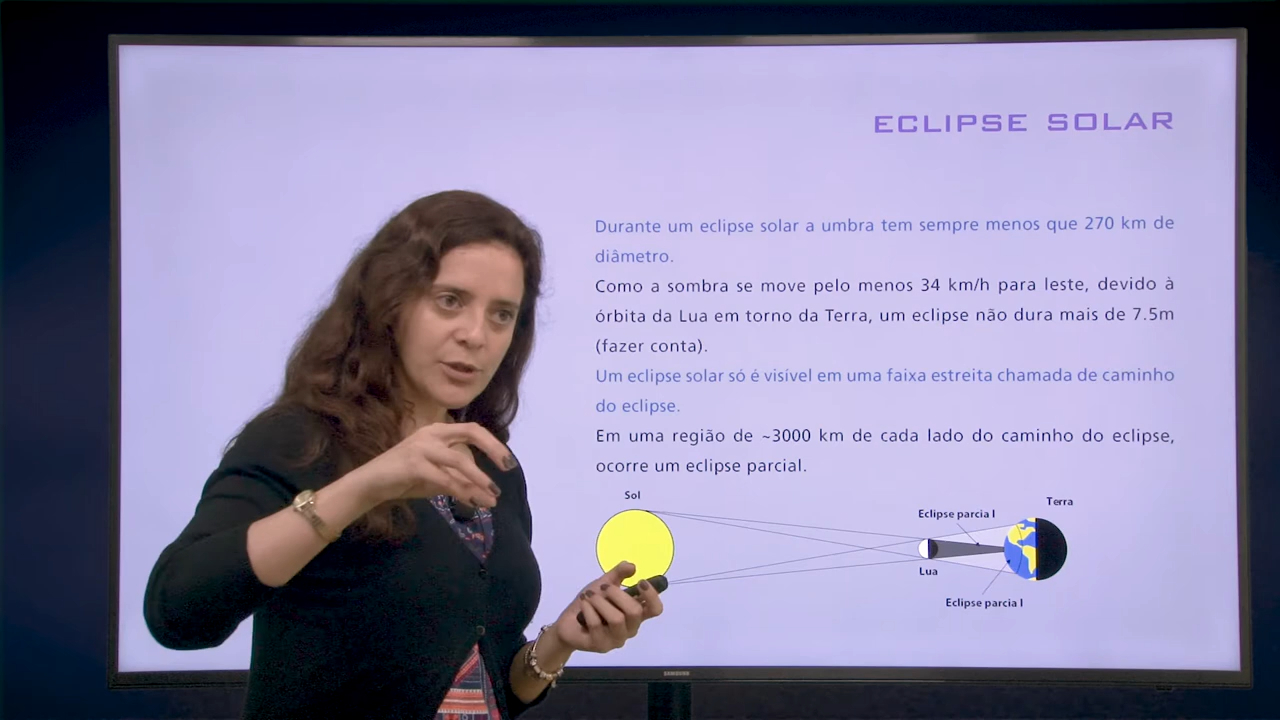 ECLIPSE SOLAR
Durante um eclipse solar a umbra tem sempre menos que 270 km de
diâmetro.
Como a sombra se move pelo menos 34 km/h para leste, devido à
órbita da Lua em torno da Terra, um eclipse não dura mais de 7.5m
(fazer conta).
Um eclipse solar só é visível em uma faixa estreita chamada de caminho
do eclipse.
Em uma região de ~3000 km de cada lado do caminho do eclipse,
ocorre um eclipse parcial.
Sol
Terra
Eclipse parcia l
Lua
Eclipse parcia l
SAMSUNG